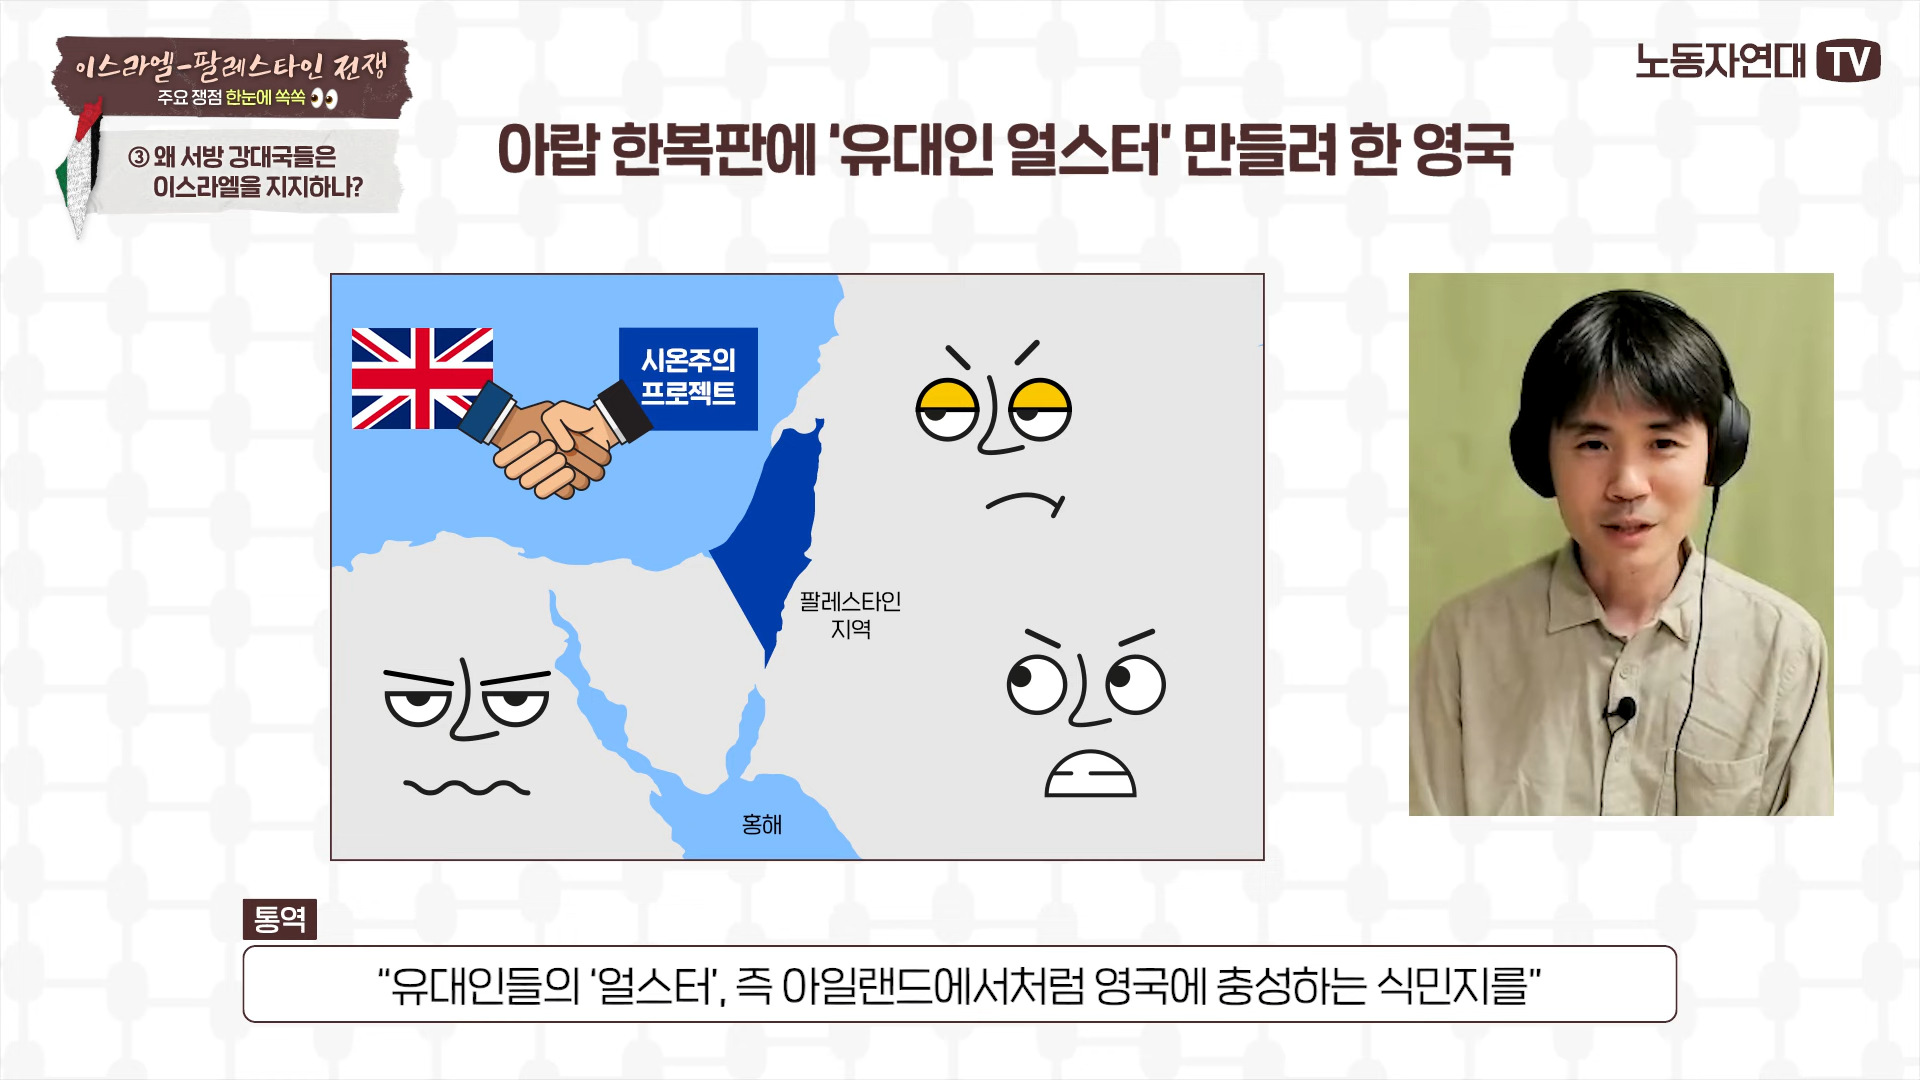 이스라엘-팔레스타인 전쟁
주요 쟁점 한눈에 쏙쏙
③ 왜 서방 강대국들은
이스라엘을 지지하나?
노동자연대 TV
아랍 한복판에 ‘유대인 얼스터’ 만들려 한 영국
시온주의
프로젝트
팔레스타인
지역
홍해
통역
“유대인들의 ‘얼스터’, 즉 아일랜드에서처럼 영국에 충성하는 식민지를”